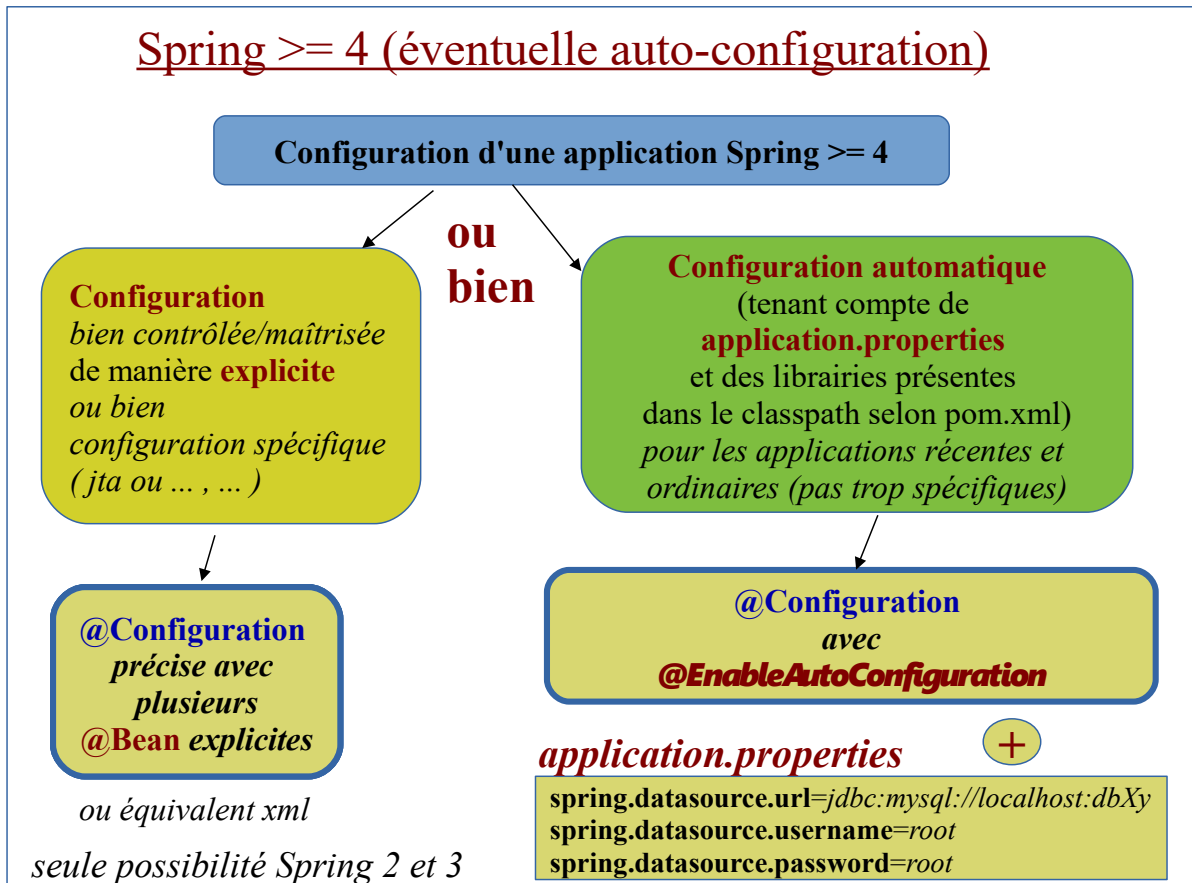 Spring >= 4 (éventuelle auto-configuration)
Configuration d'une application Spring >= 4
ou
bien
Configuration
bien contrôlée/maîtrisée
de manière explicite
ou bien
configuration spécifique
( jta ou ... , ... )
Configuration automatique
(tenant compte de
application.properties
et des librairies présentes
dans le classpath selon pom.xml)
pour les applications récentes et
ordinaires (pas trop spécifiques)
@Configuration
précise avec
plusieurs
@Bean explicites
ou équivalent xml
seule possibilité Spring 2 et 3
@Configuration
avec
@EnableAutoConfiguration
+
application.properties
spring.datasource.url=jdbc:mysql://localhost:dbXy
spring.datasource.username=root
spring.datasource.password=root